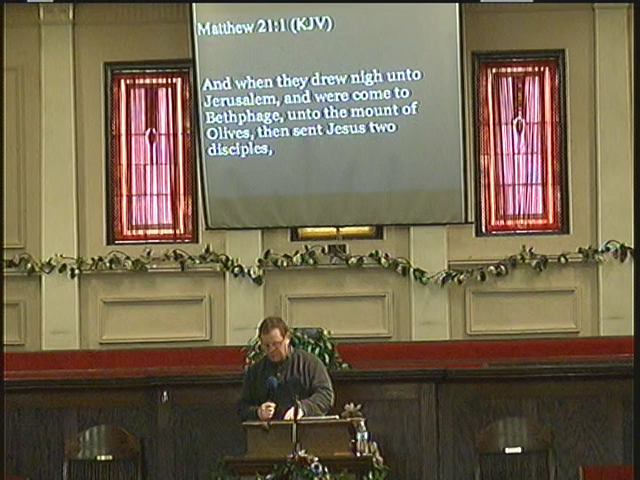 Matthew 21:1 (KJV)
And when they drew nigh unto
Jerusalem, and were come to
Bethphage, unto the mount of
Olives, then sent Jesus two
disciples,